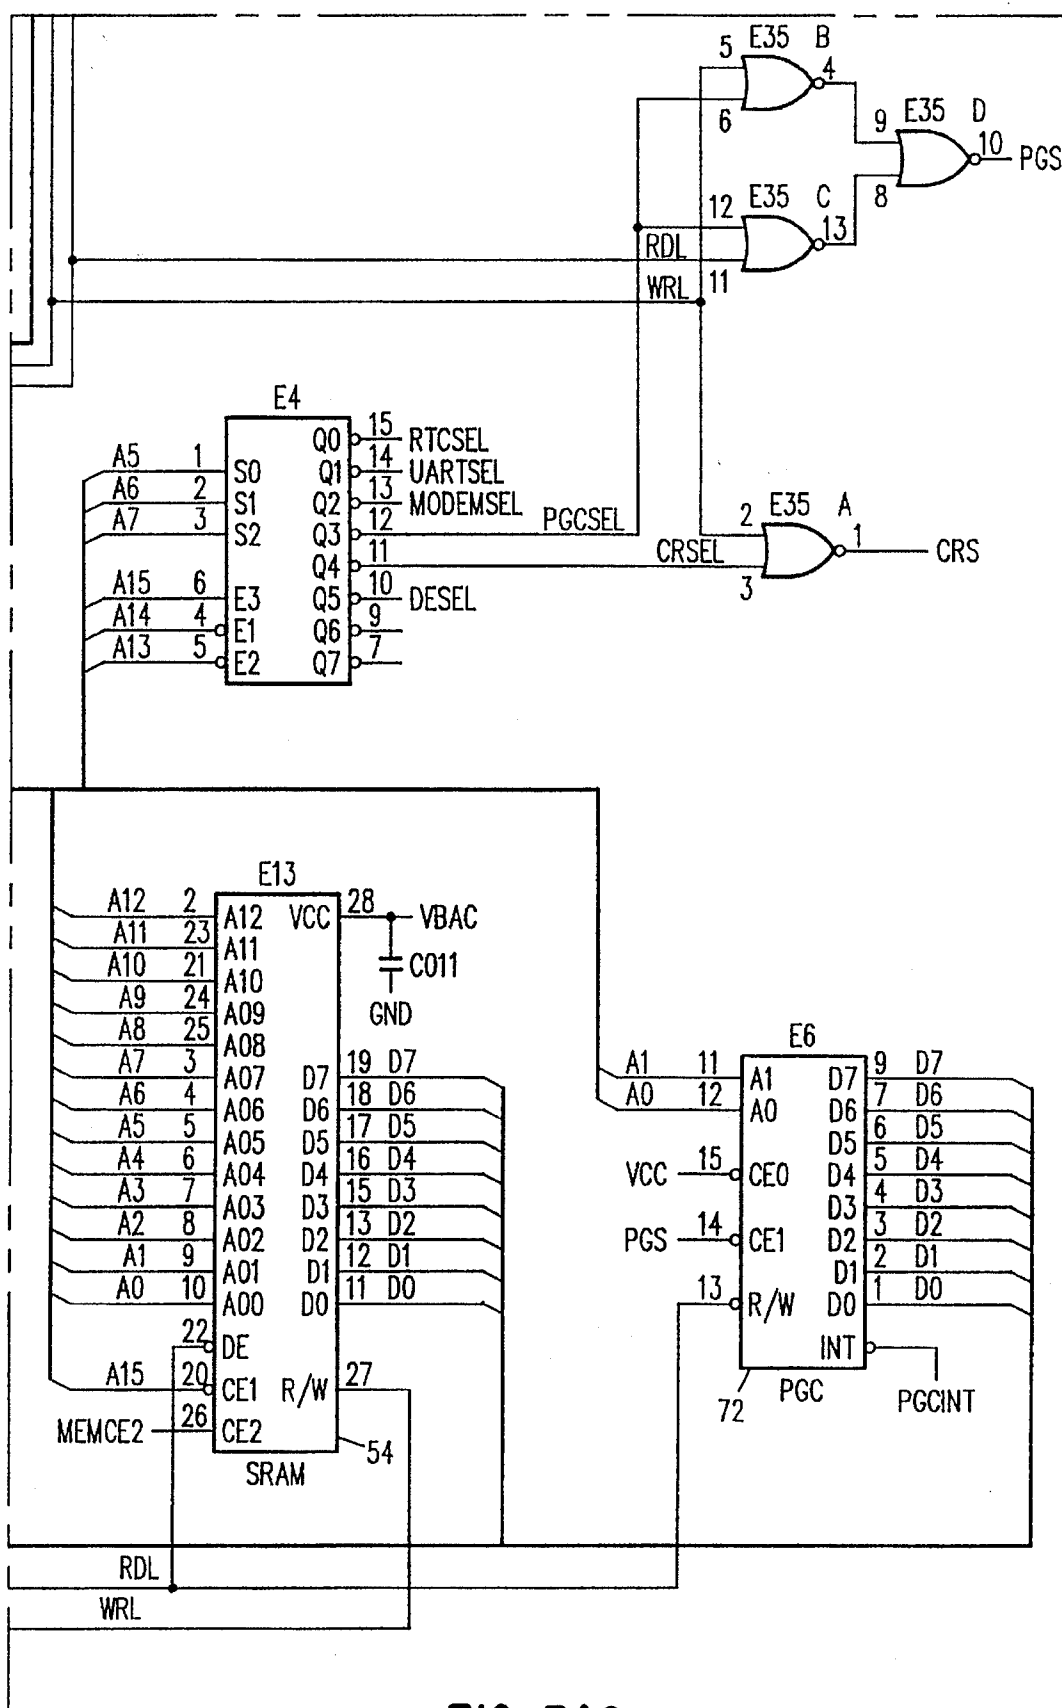 E35 B
5
4
6
E35 D
9
10 PGS
8
E35 C
12
13
RDL
11
WRL
E4
A5 1 S0
A6 2 S1
A7 3 S2
A15 6 E3
A14 4 E1
A13 5 E2
Q0 15 RTCSEL
Q1 14 UARTSEL
Q2 13 MODEMSEL
Q3 12 PGCSEL
Q4 11 CRSEL
Q5 10 DESEL
Q6 9
Q7 7
E35 A
2
1 CRS
3
E13
A12 2 A12
A11 23 A11
A10 21 A10
A9 24 A09
A8 25 A08
A7 3 A07
A6 4 A06
A5 5 A05
A4 6 A04
A3 7 A03
A2 8 A02
A1 9 A01
A0 10 A00
22 DE
A15 20 CE1
MEMCE2 26 CE2
VCC 28 VBAC
C011
GND
D7 19 D7
D6 18 D6
D5 17 D5
D4 16 D4
D3 15 D3
D2 13 D2
D1 12 D1
D0 11 D0
R/W 27
54
SRAM
E6
A1 11 A1
A0 12 A0
VCC 15 CE0
PGS 14 CE1
13 R/W
D7 9 D7
D6 7 D6
D5 6 D5
D4 5 D4
D3 4 D3
D2 3 D2
D1 2 D1
D0 1 D0
INT
PGCINT
72
PGC
RDL
WRL